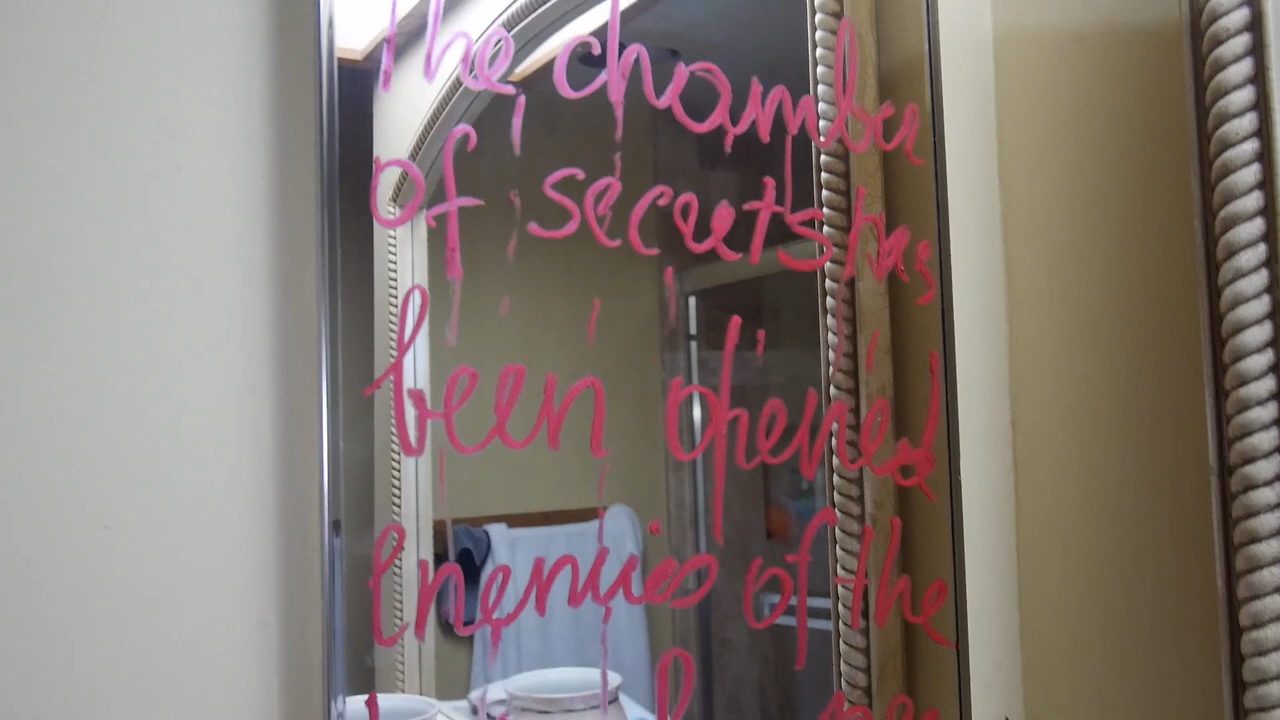 The chamber
of secrets has
been opened
enemies of the